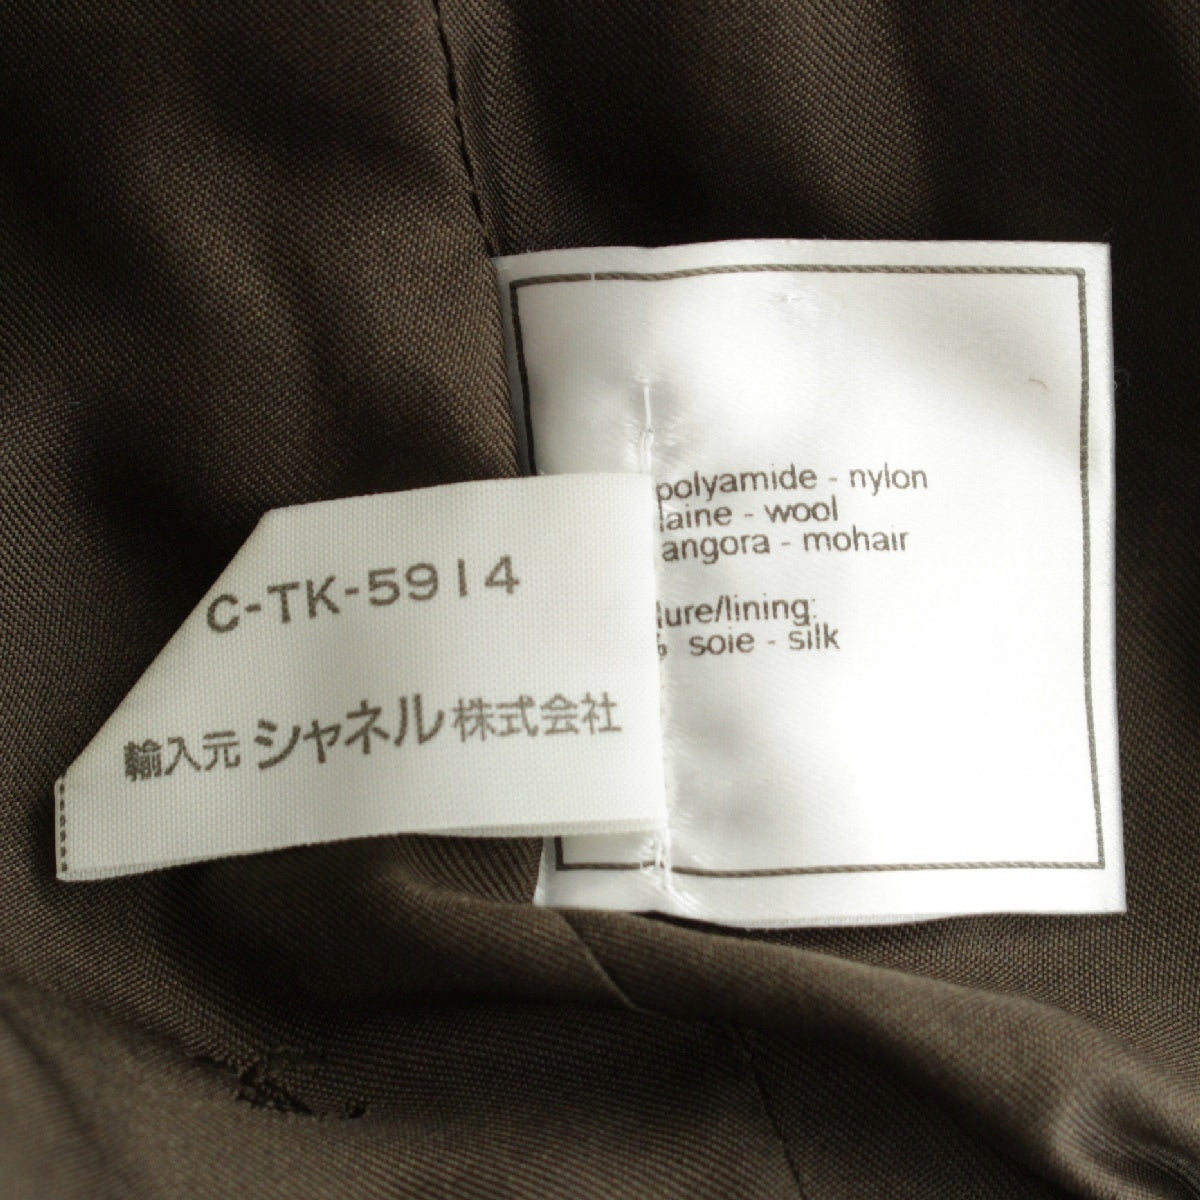 C-TK-5914
輸入元 シャネル 株式会社
polyamide - nylon
laine - wool
angora - mohair
lure/lining:
% soie - silk